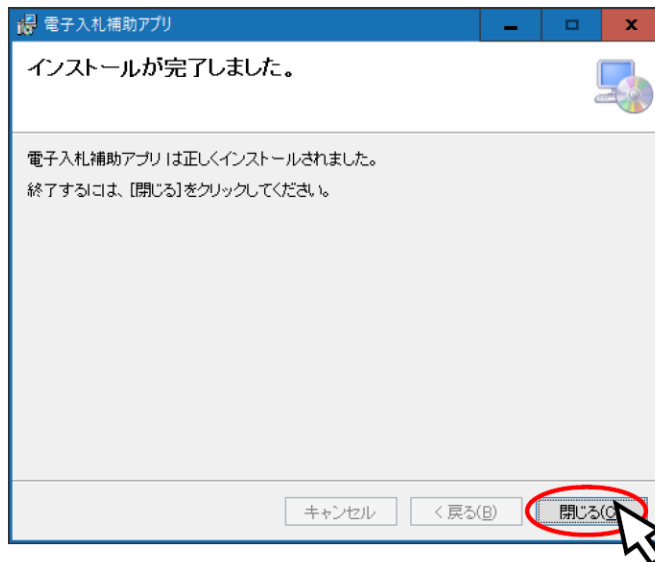 電子入札補助アプリ
インストールが完了しました。
電子入札補助アプリ は正しくインストールされました。
終了するには、[閉じる]をクリックしてください。
キャンセル
< 戻る(B)
閉じる(C